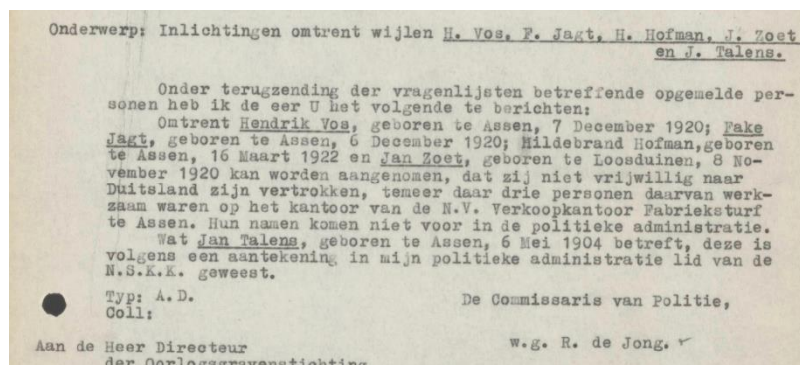 Onderwerp: Inlichtingen omtrent wijlen H. Vos, F. Jagt, H. Hofman, J. Zoet
en J. Talens.
Onder terugzending der vragenlijsten betreffende opgemelde per-
sonen heb ik de eer U het volgende te berichten:
Omtrent Hendrik Vos, geboren te Assen, 7 December 1920; Fake
Jagt, geboren te Assen, 6 December 1920; Hildebrand Hofman,geboren
te Assen, 16 Maart 1922 en Jan Zoet, geboren te Loosduinen, 8 No-
vember 1920 kan worden aangenomen, dat zij niet vrijwillig naar
Duitsland zijn vertrokken, temeer daar drie personen daarvan werk-
zaam waren op het kantoor van de N.V. Verkoopkantoor Fabrieksturf
te Assen. Hun namen komen niet voor in de politieke administratie.
Wat Jan Talens, geboren te Assen, 6 Mei 1904 betreft, deze is
volgens een aantekening in mijn politieke administratie lid van de
N.S.K.K. geweest.
Typ: A.D.
De Commissaris van Politie,
Coll:
w.g. R. de Jong.
Aan de Heer Directeur
der Oorlogsgravenstichting